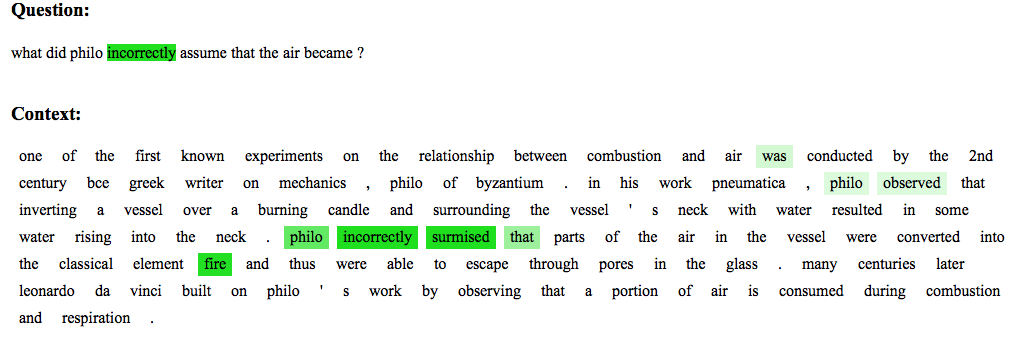 Question:
what did philo incorrectly assume that the air became ?
Context:
one of the first known experiments on the relationship between combustion and air was conducted by the 2nd
century bce greek writer on mechanics , philo of byzantium . in his work pneumatica , philo observed that
inverting a vessel over a burning candle and surrounding the vessel ' s neck with water resulted in some
water rising into the neck . philo incorrectly surmised that parts of the air in the vessel were converted into
the classical element fire and thus were able to escape through pores in the glass . many centuries later
leonardo da vinci built on philo ' s work by observing that a portion of air is consumed during combustion
and respiration .